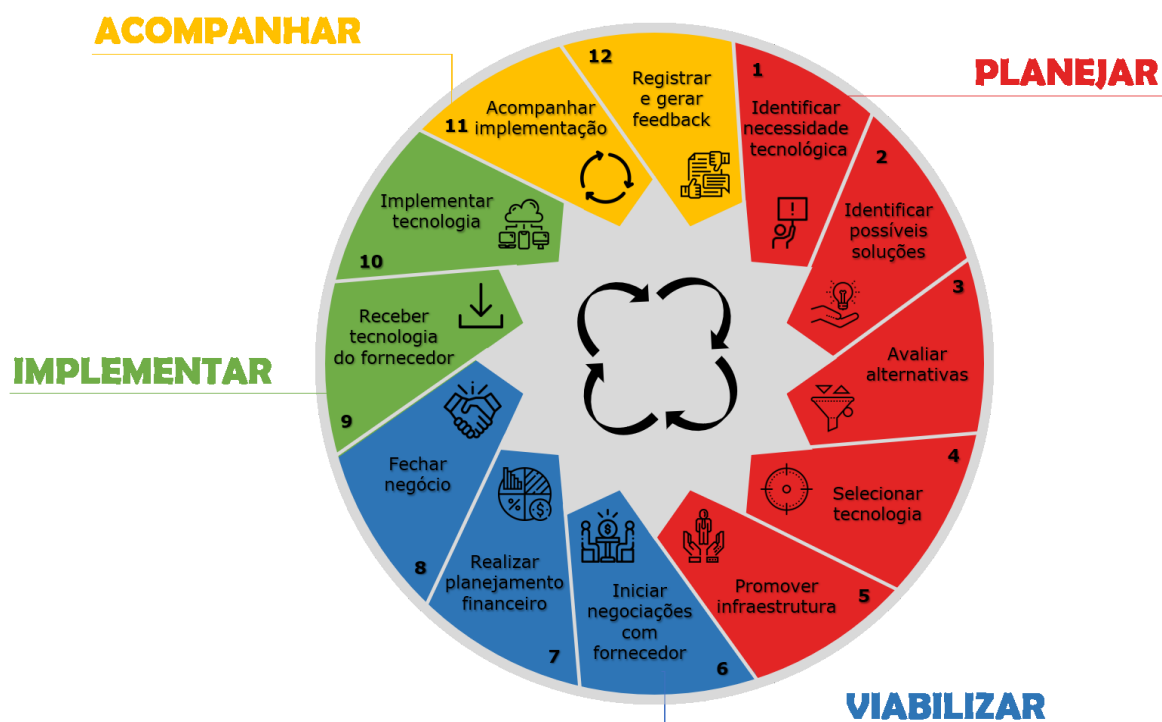 ACOMPANHAR
PLANEJAR
IMPLEMENTAR
VIABILIZAR
1
Identificar
necessidade
tecnológica
2
Identificar
possíveis
soluções
3
Avaliar
alternativas
4
Selecionar
tecnologia
5
Promover
infraestrutura
6
Iniciar
negociações
com
fornecedor
7
Realizar
planejamento
financeiro
%
$
8
Fechar
negócio
9
Receber
tecnologia
do fornecedor
10
Implementar
tecnologia
11
Acompanhar
implementação
12
Registrar
e gerar
feedback